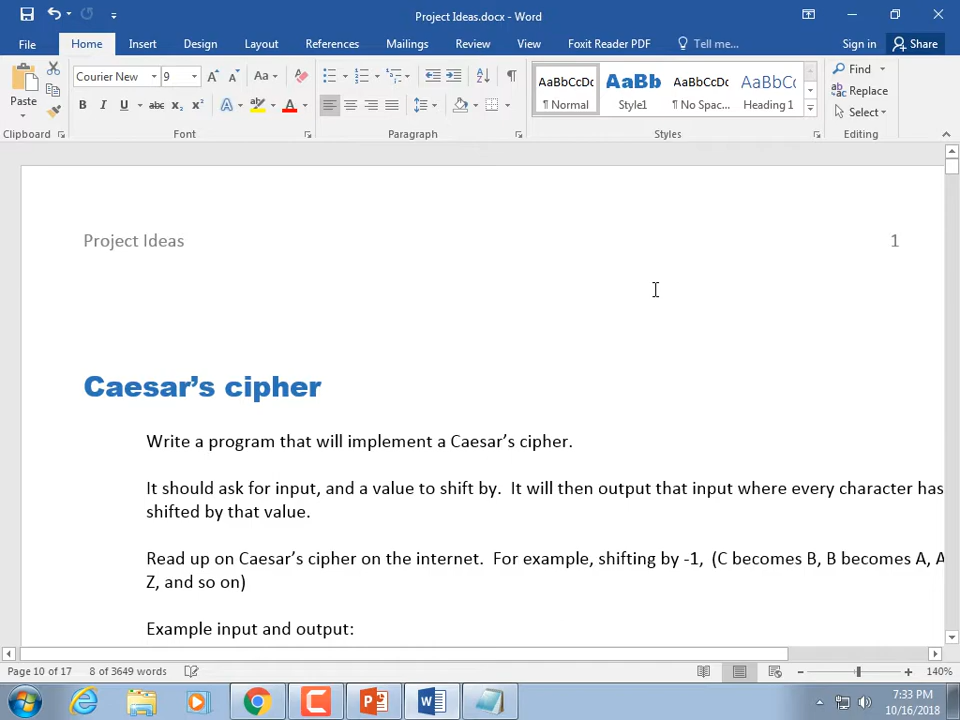 Project Ideas.docx - Word
File Home Insert Design Layout References Mailings Review View Foxit Reader PDF Tell me... Sign in Share
Courier New 9 A A Aa
Paste
B I U abc x₂ x² A A
AaBbCcDc AaBb AaBbCcDc AaBbCc
¶ Normal Style1 ¶ No Spac... Heading 1
Find
Replace
Select
Clipboard Font Paragraph Styles Editing
Project Ideas 1
Caesar’s cipher
Write a program that will implement a Caesar’s cipher.
It should ask for input, and a value to shift by. It will then output that input where every character has
shifted by that value.
Read up on Caesar’s cipher on the internet. For example, shifting by -1, (C becomes B, B becomes A, A
Z, and so on)
Example input and output:
Page 10 of 17 8 of 3649 words 140%
7:33 PM
10/16/2018